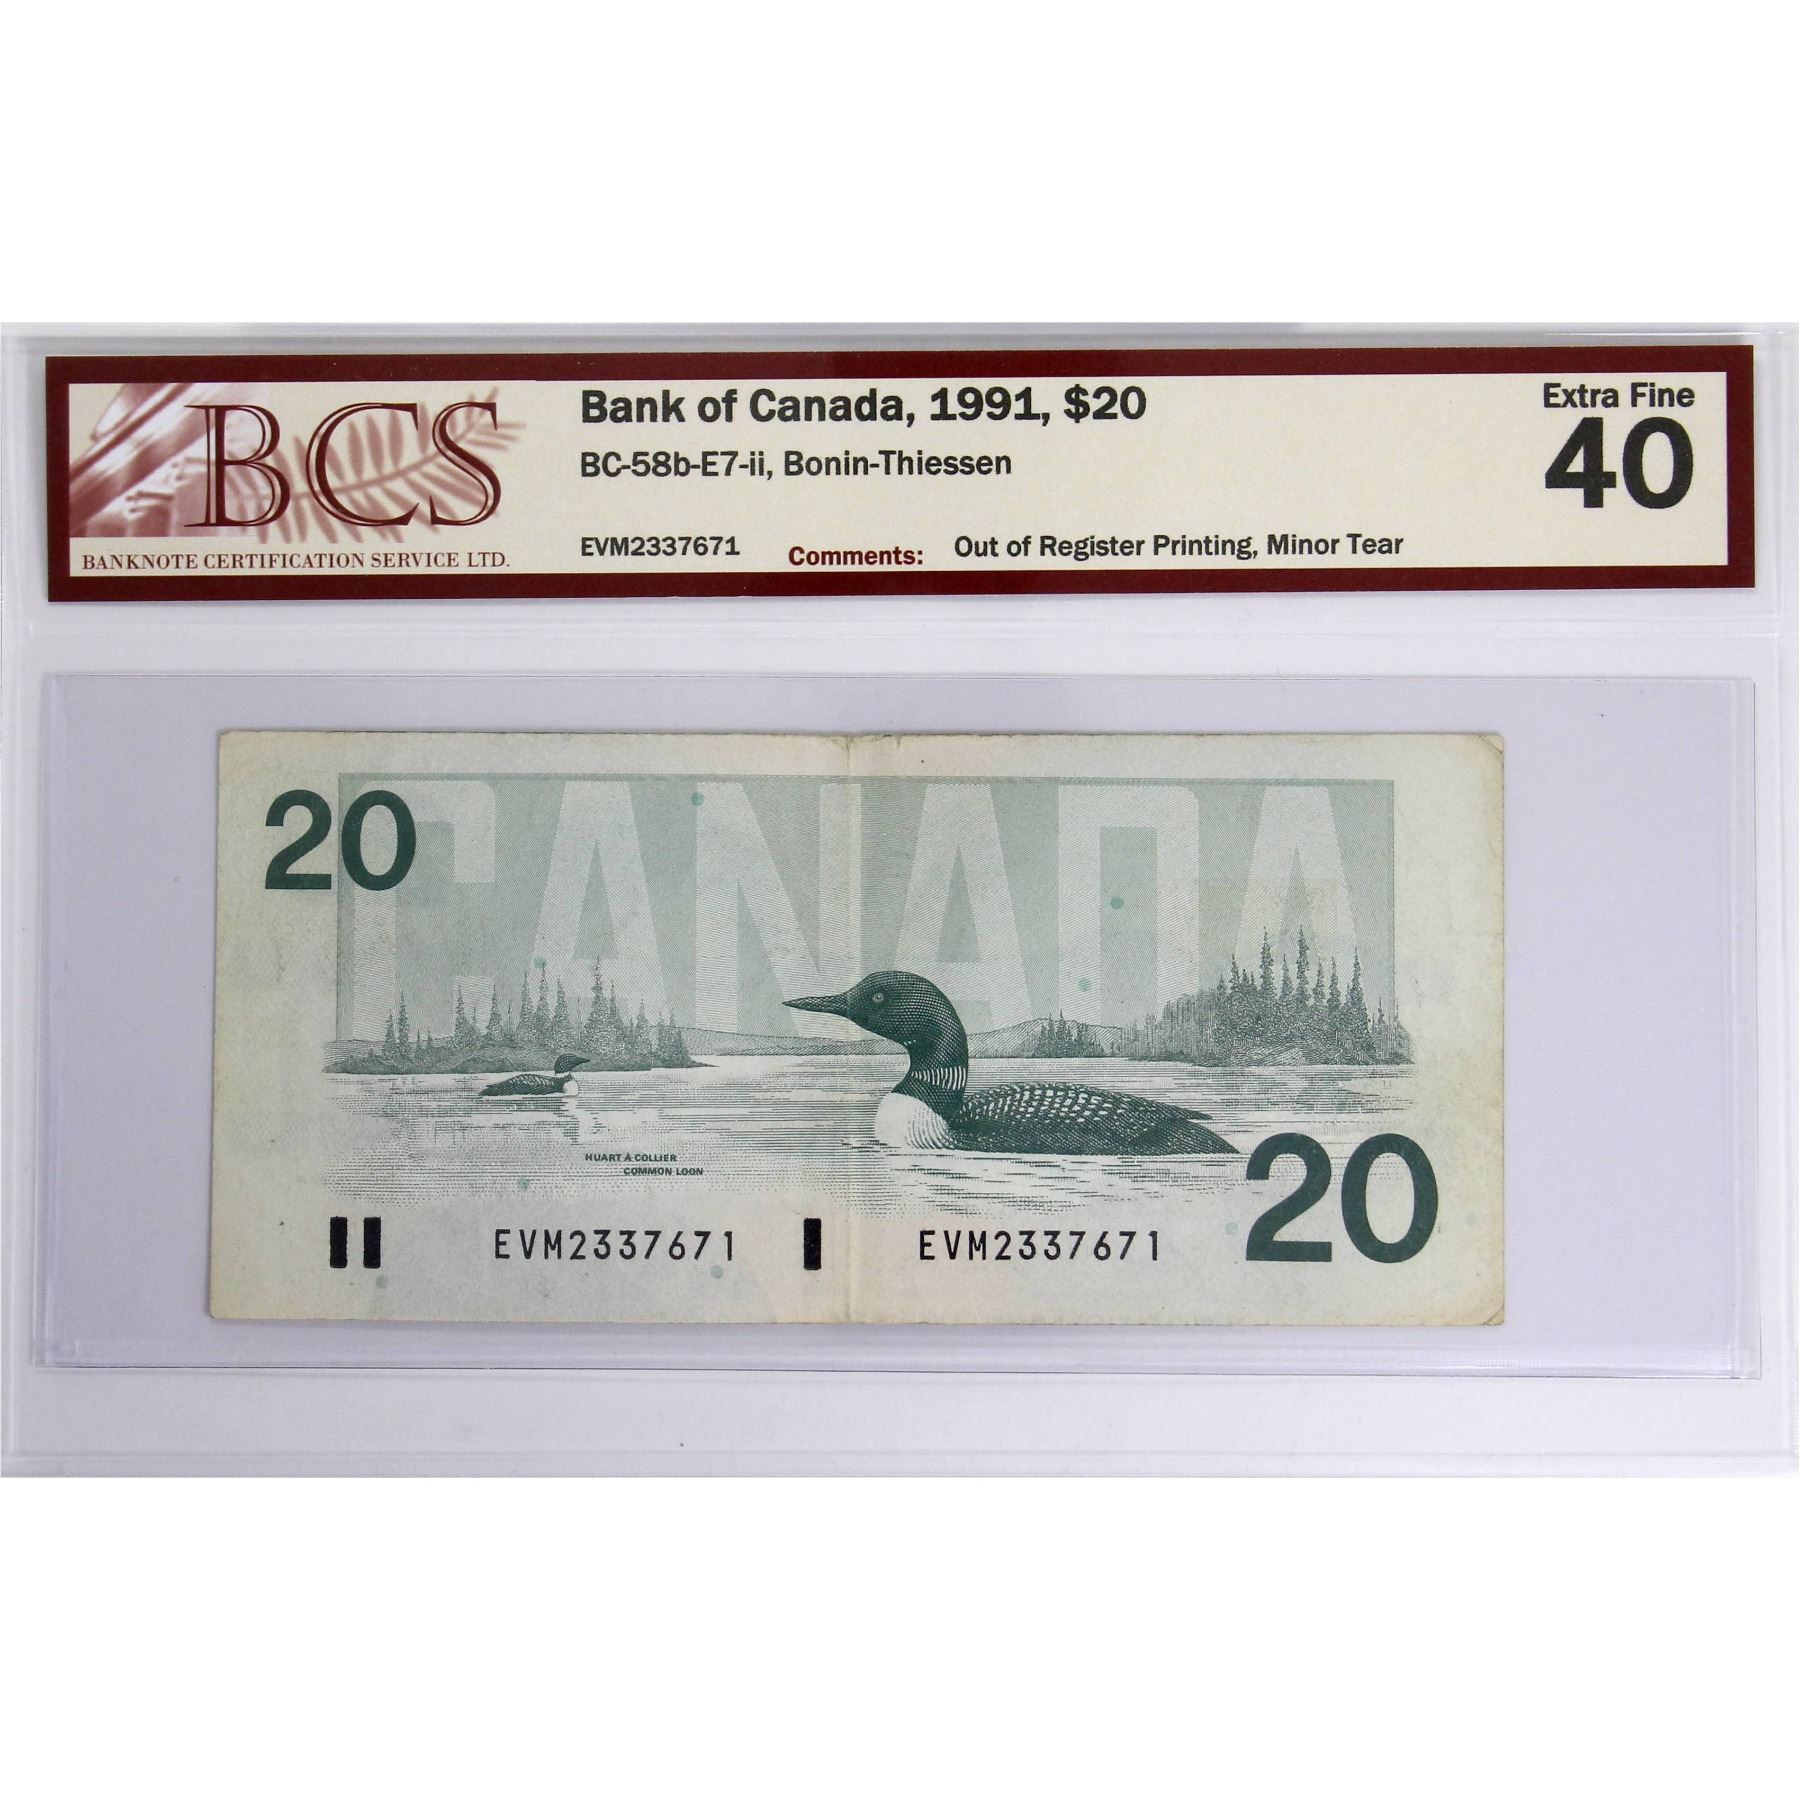 BCS
BANKNOTE CERTIFICATION SERVICE LTD.
Bank of Canada, 1991, $20
BC-58b-E7-ii, Bonin-Thiessen
EVM2337671 Comments: Out of Register Printing, Minor Tear
Extra Fine
40
20
CANADA
HUART À COLLIER
COMMON LOON
EVM2337671 EVM2337671
20